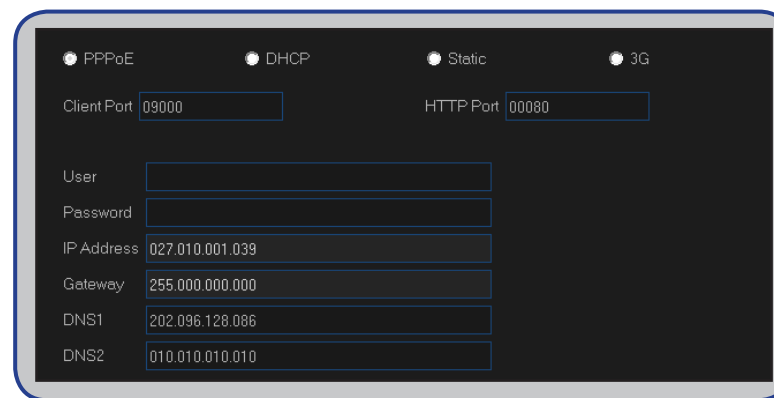 PPPoE DHCP Static 3G
Client Port 09000 HTTP Port 00080
User
Password
IP Address 027.010.001.039
Gateway 255.000.000.000
DNS1 202.096.128.086
DNS2 010.010.010.010